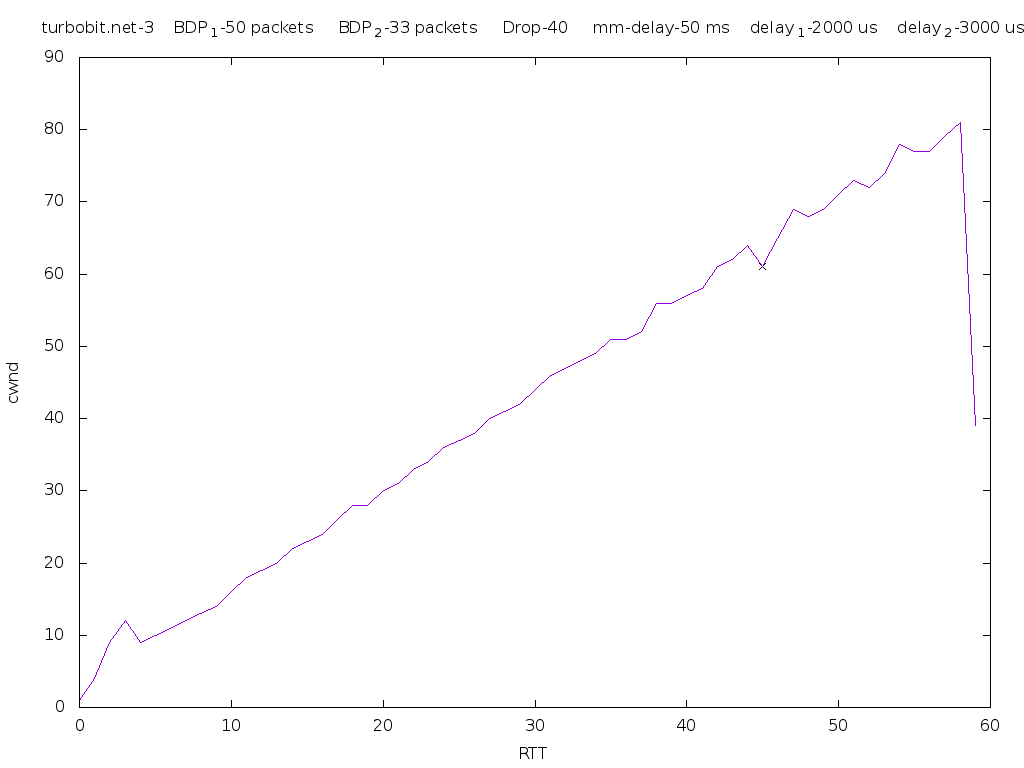 turbobit.net-3 BDP1-50 packets BDP2-33 packets Drop-40 mm-delay-50 ms delay1-2000 us delay2-3000 us
90
80
70
60
50
40
30
20
10
0
cwnd
0 10 20 30 40 50 60
RTT